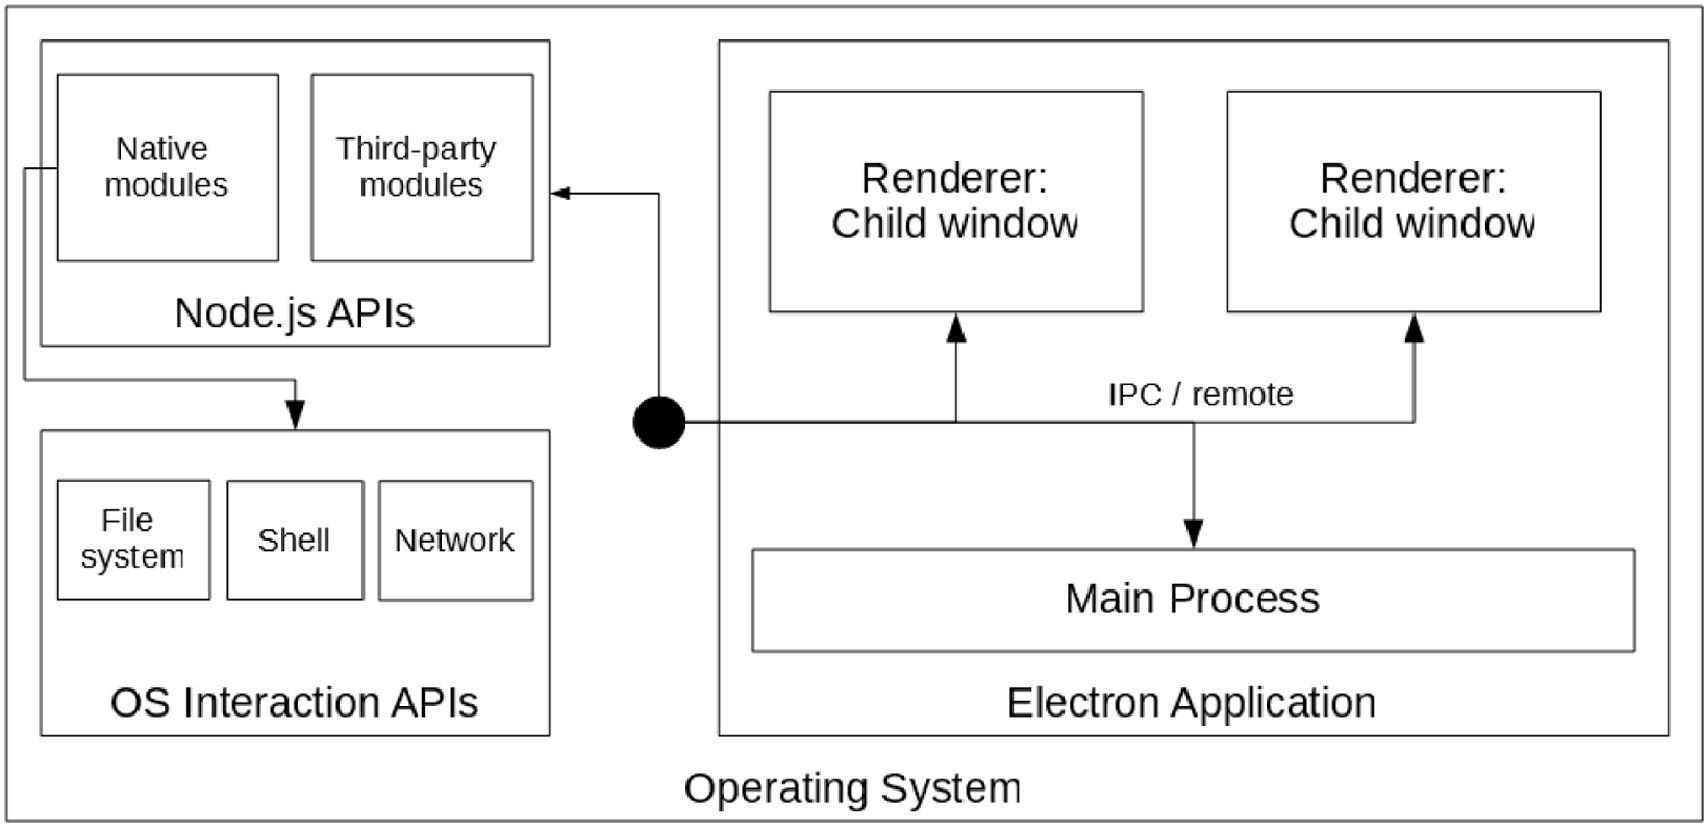 Native
modules
Third-party
modules
Node.js APIs
File
system
Shell
Network
OS Interaction APIs
Renderer:
Child window
Renderer:
Child window
IPC / remote
Main Process
Electron Application
Operating System